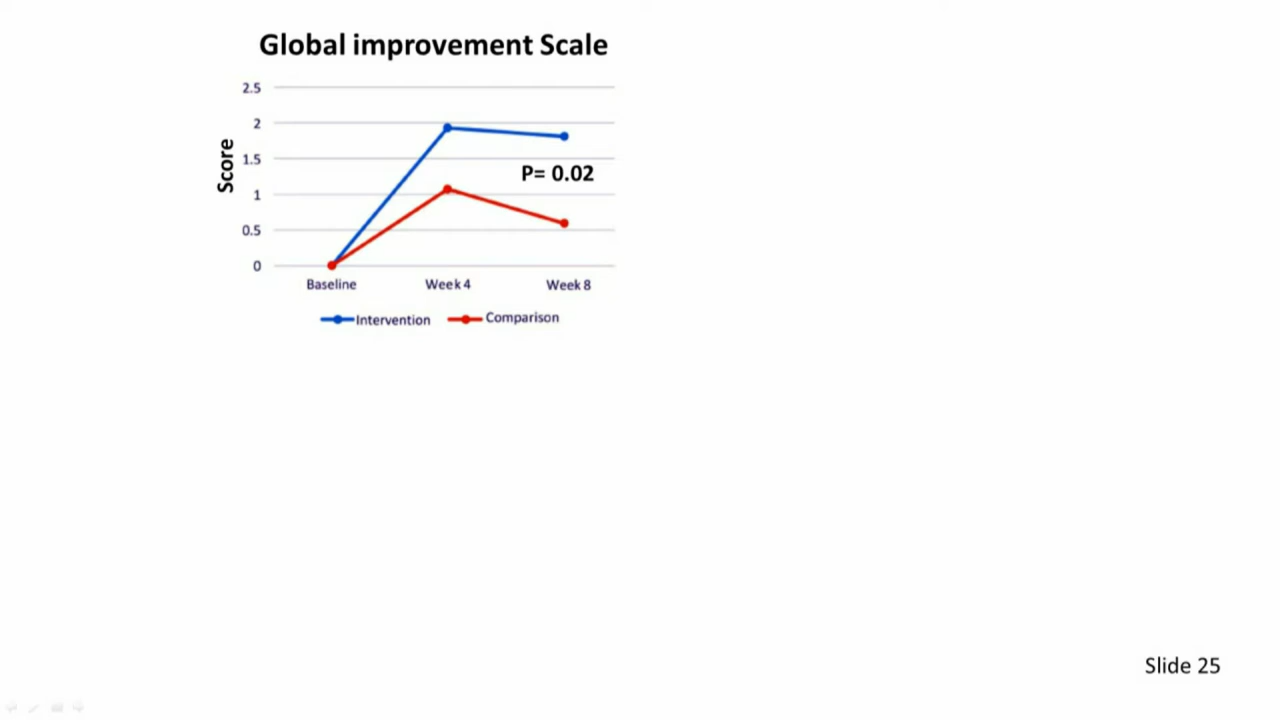 Global improvement Scale
2.5
2
1.5
1
0.5
0
Score
P= 0.02
Baseline Week 4 Week 8
Intervention Comparison
Slide 25